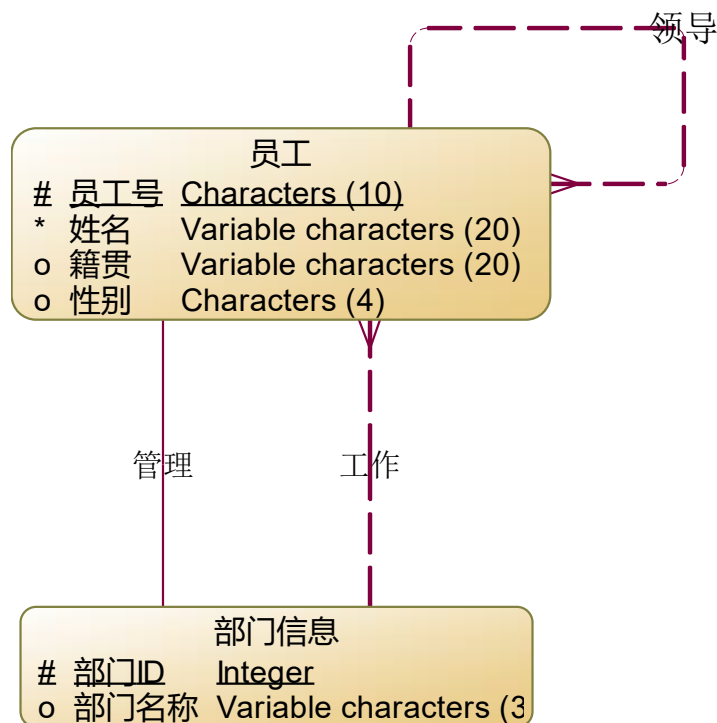 领导
员工
# 员工号 Characters (10)
* 姓名 Variable characters (20)
o 籍贯 Variable characters (20)
o 性别 Characters (4)
管理 工作
部门信息
# 部门ID Integer
o 部门名称 Variable characters (3